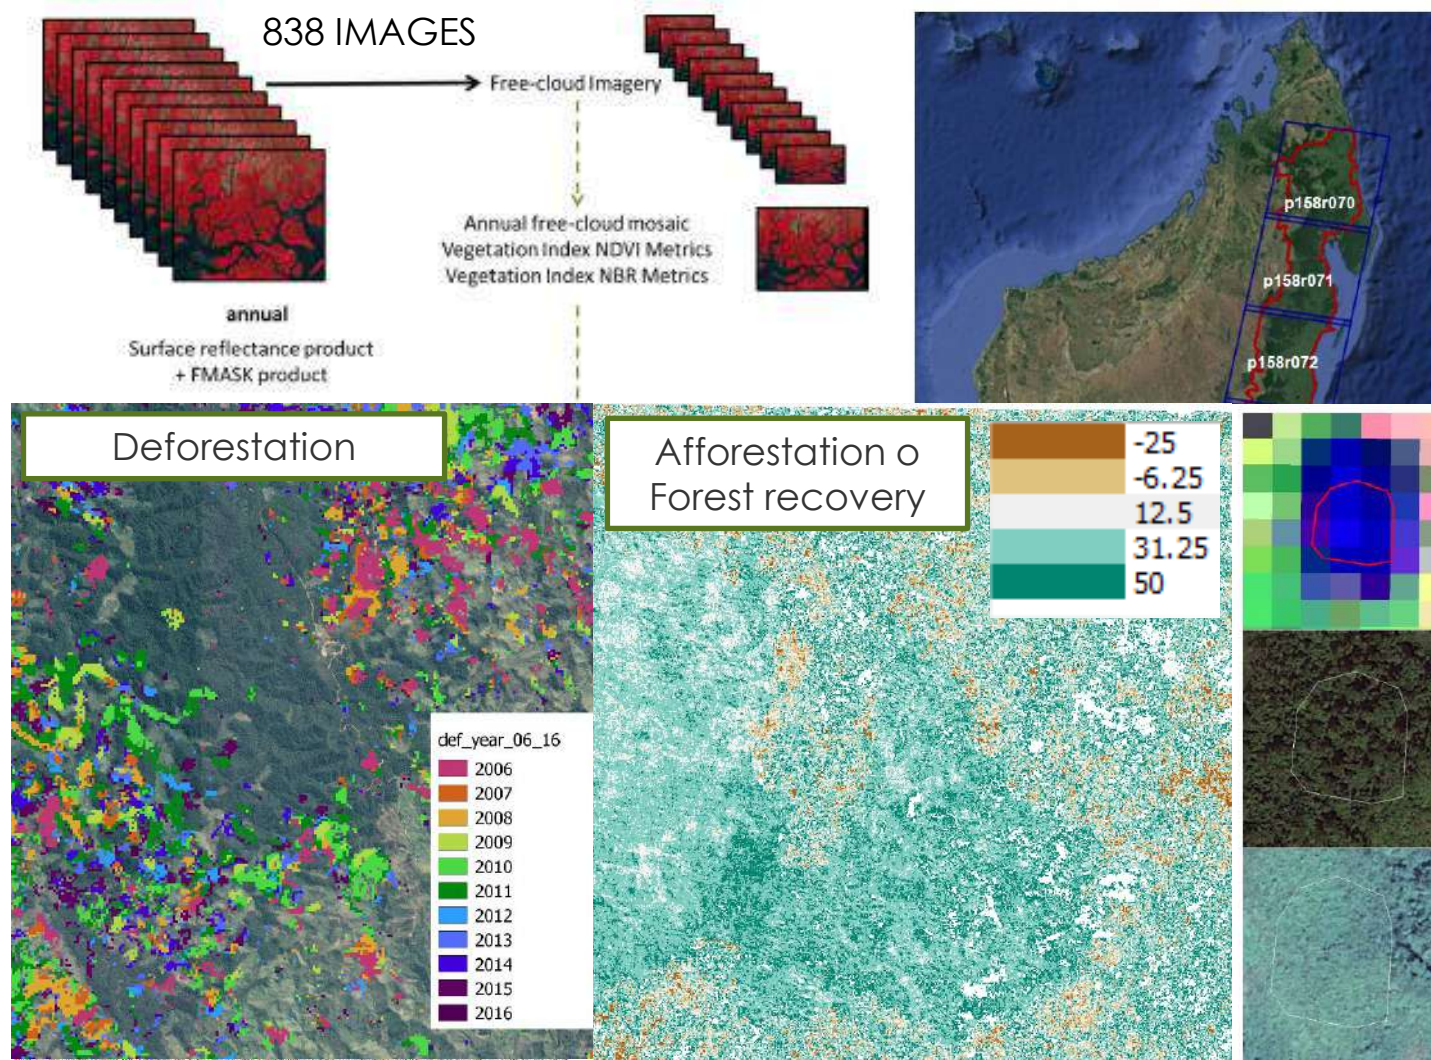 838 IMAGES
Free-cloud Imagery
Annual free-cloud mosaic
Vegetation Index NDVI Metrics
Vegetation Index NBR Metrics
annual
Surface reflectance product
+ FMASK product
p158r070
p158r071
p158r072
Deforestation
def_year_06_16
2006
2007
2008
2009
2010
2011
2012
2013
2014
2015
2016
Afforestation o
Forest recovery
-25
-6.25
12.5
31.25
50